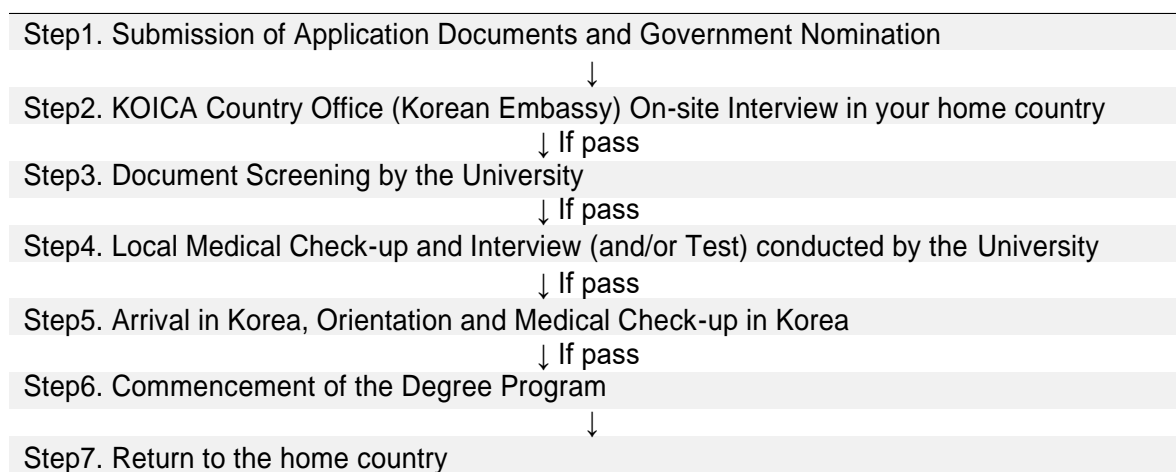 Step1. Submission of Application Documents and Government Nomination
↓
Step2. KOICA Country Office (Korean Embassy) On-site Interview in your home country
↓ If pass
Step3. Document Screening by the University
↓ If pass
Step4. Local Medical Check-up and Interview (and/or Test) conducted by the University
↓ If pass
Step5. Arrival in Korea, Orientation and Medical Check-up in Korea
↓ If pass
Step6. Commencement of the Degree Program
↓
Step7. Return to the home country